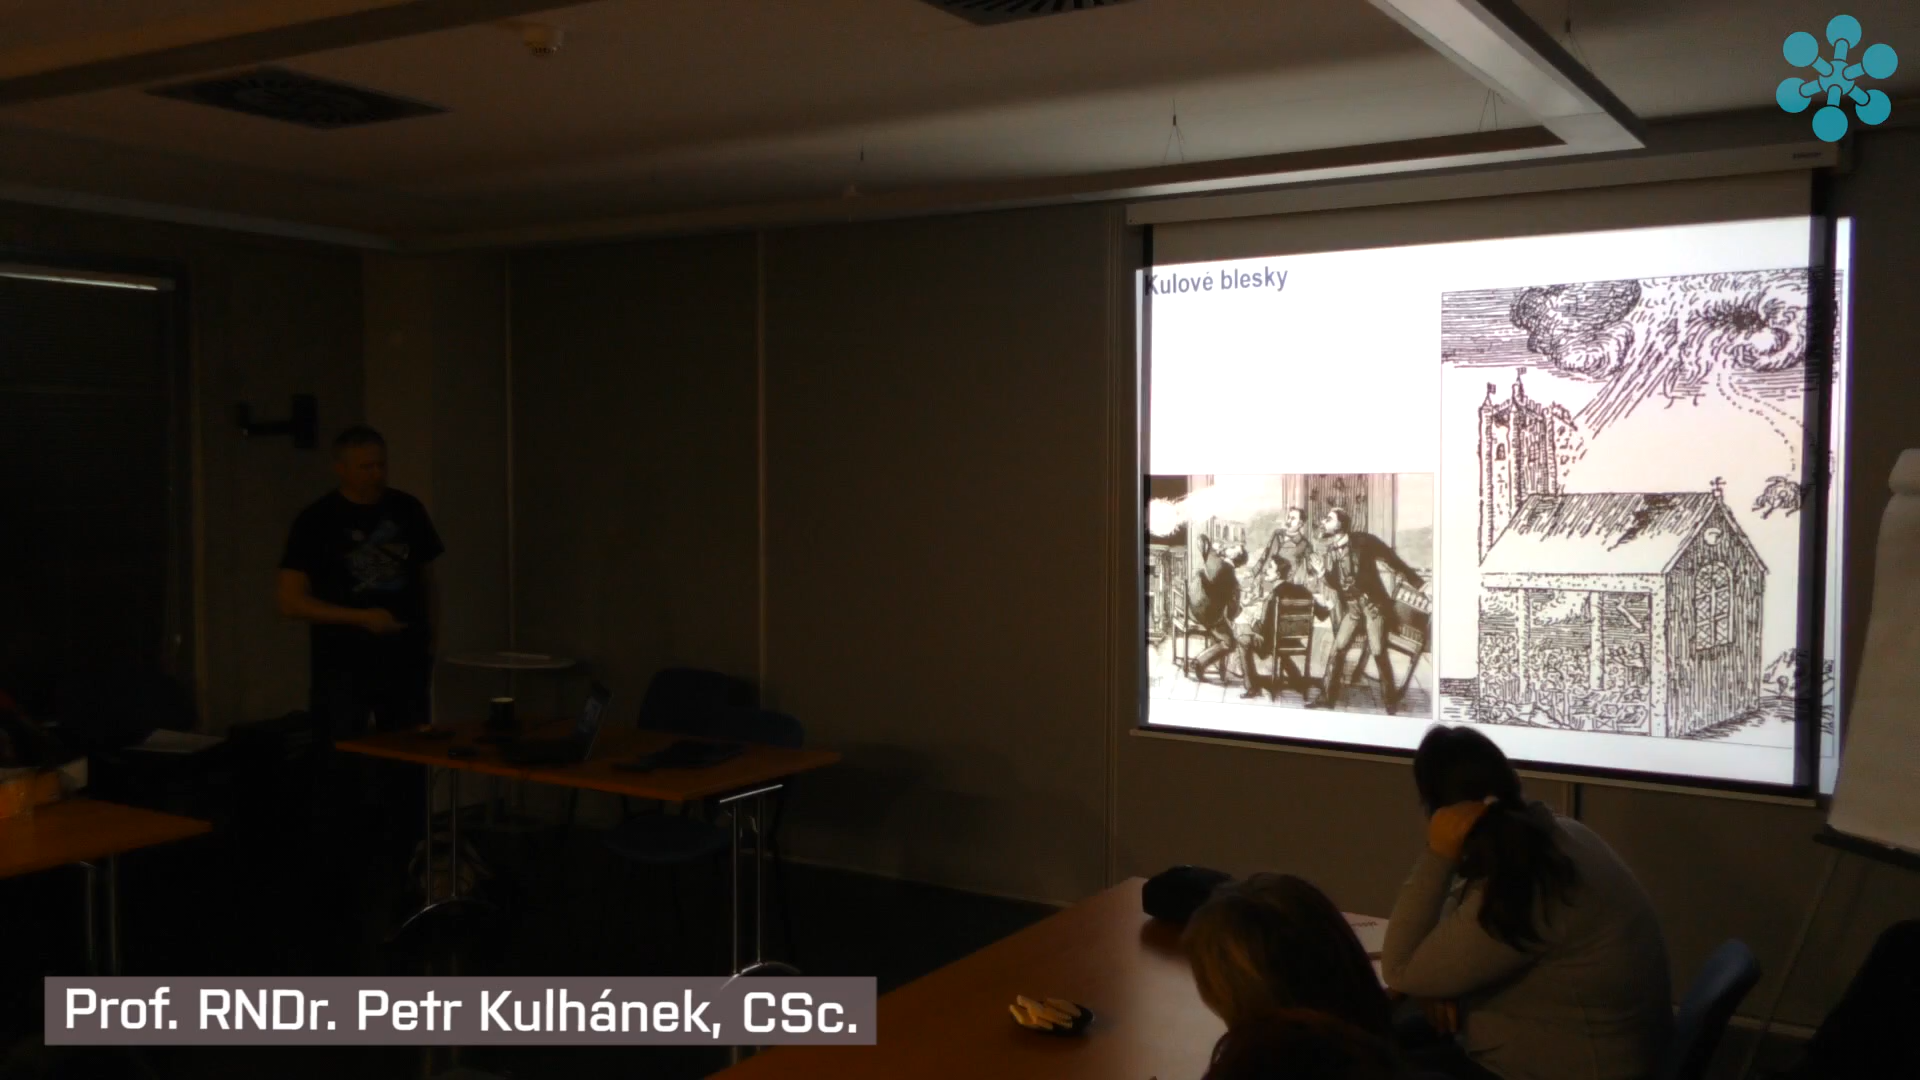 Kulové blesky
Prof. RNDr. Petr Kulhánek, CSc.